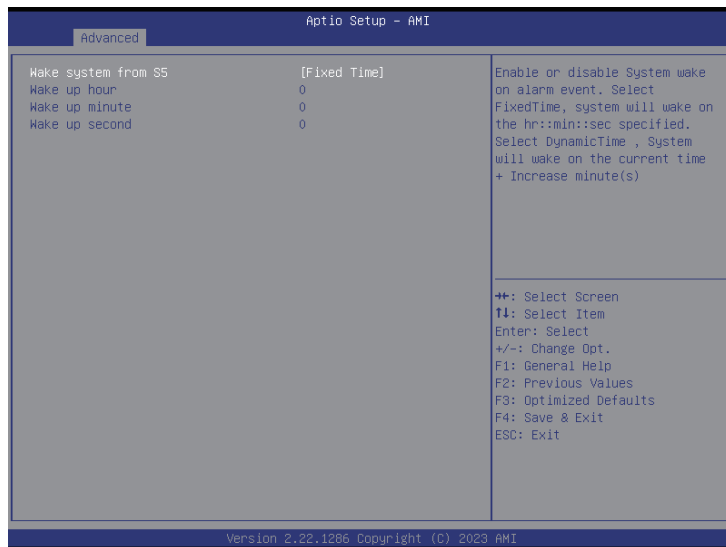 Aptio Setup – AMI
Advanced
Wake system from S5 [Fixed Time]
Wake up hour 0
Wake up minute 0
Wake up second 0
Enable or disable System wake
on alarm event. Select
FixedTime, system will wake on
the hr::min::sec specified.
Select DynamicTime , System
will wake on the current time
+ Increase minute(s)
→←: Select Screen
↑↓: Select Item
Enter: Select
+/-: Change Opt.
F1: General Help
F2: Previous Values
F3: Optimized Defaults
F4: Save & Exit
ESC: Exit
Version 2.22.1286 Copyright (C) 2023 AMI